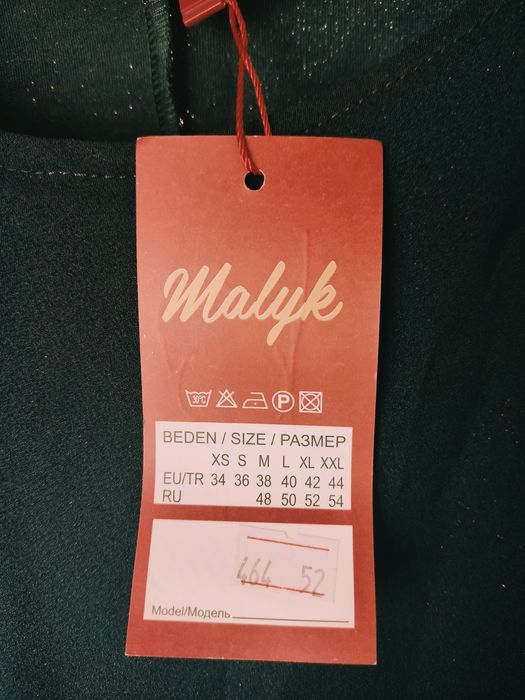 Malyk
30°C P
BEDEN / SIZE / РАЗМЕР
XS S M L XL XXL
EU/TR 34 36 38 40 42 44
RU 48 50 52 54
464 52
Model/Модель